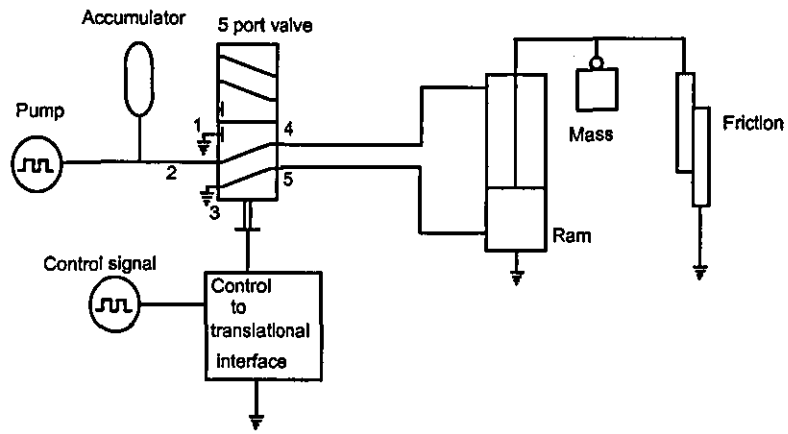 Accumulator
5 port valve
Pump
1
4
Mass
Friction
2
5
3
Ram
Control signal
Control
to
translational
interface